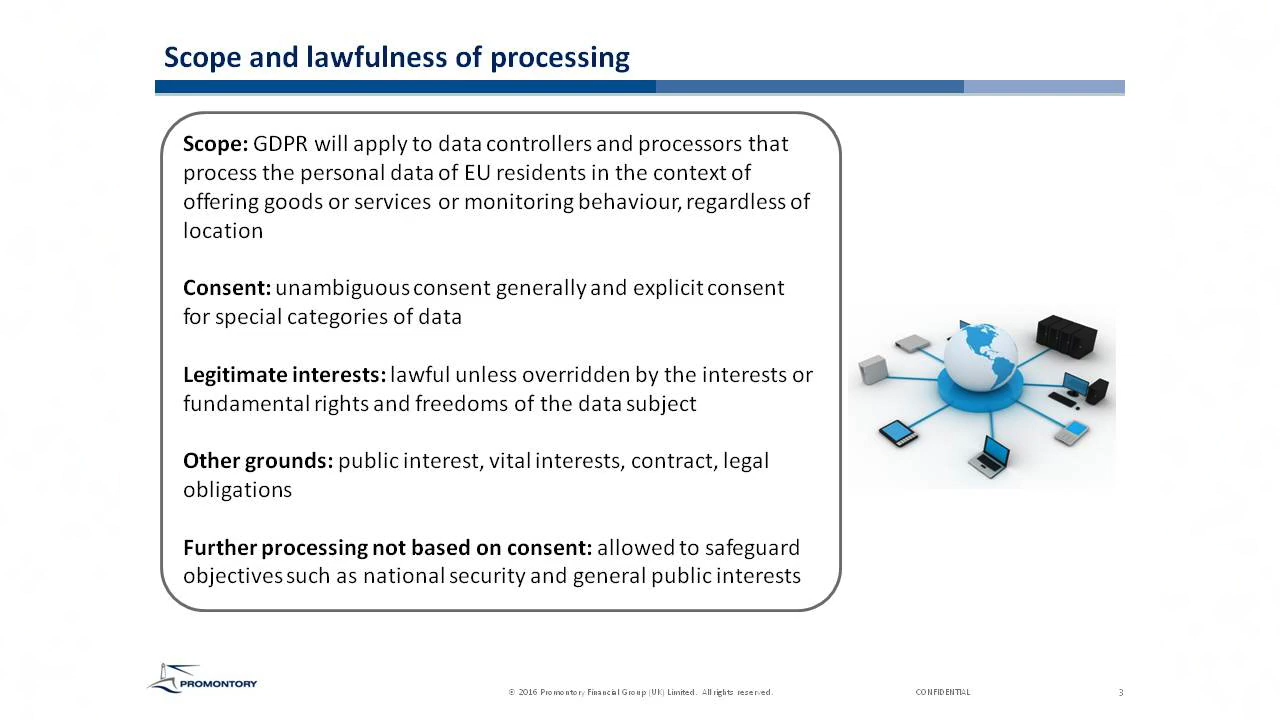 Scope and lawfulness of processing
Scope: GDPR will apply to data controllers and processors that
process the personal data of EU residents in the context of
offering goods or services or monitoring behaviour, regardless of
location
Consent: unambiguous consent generally and explicit consent
for special categories of data
Legitimate interests: lawful unless overridden by the interests or
fundamental rights and freedoms of the data subject
Other grounds: public interest, vital interests, contract, legal
obligations
Further processing not based on consent: allowed to safeguard
objectives such as national security and general public interests
PROMONTORY
© 2016 Promontory Financial Group (UK) Limited. All rights reserved.
CONFIDENTIAL
3